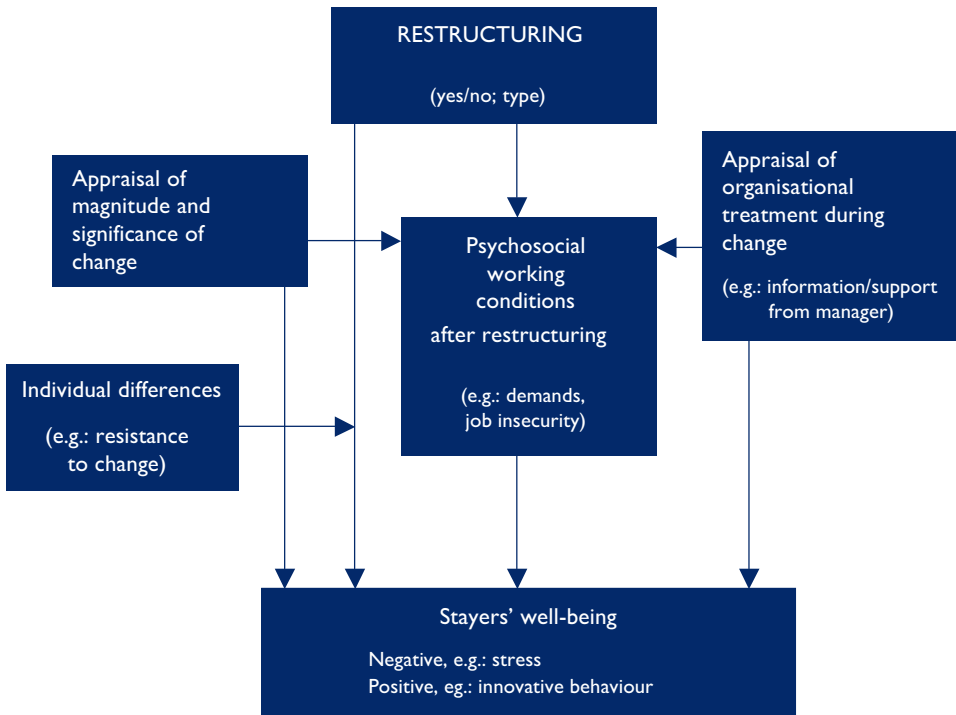 RESTRUCTURING
(yes/no; type)
Appraisal of
magnitude and
significance of
change
Appraisal of
organisational
treatment during
change
(e.g.: information/support
from manager)
Psychosocial
working
conditions
after restructuring
(e.g.: demands,
job insecurity)
Individual differences
(e.g.: resistance
to change)
Stayers’ well-being
Negative, e.g.: stress
Positive, eg.: innovative behaviour